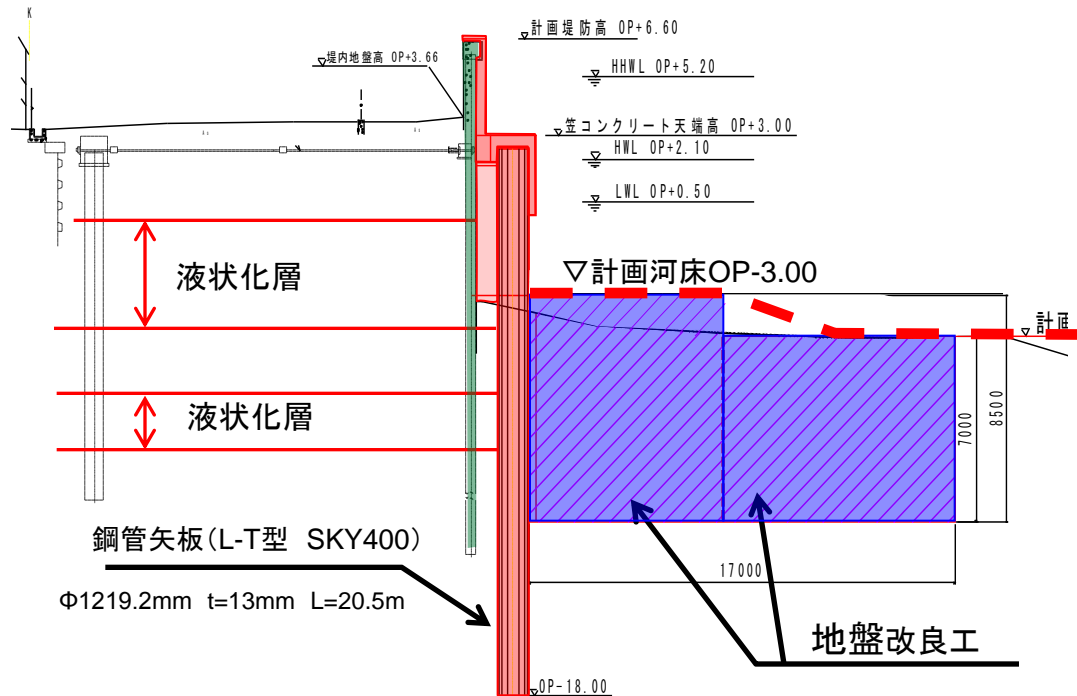 K
▽計画堤防高 OP+6.60
▽堤内地盤高 OP+3.66
▽HHWL OP+5.20
▽笠コンクリート天端高 OP+3.00
▽HWL OP+2.10
▽LWL OP+0.50
液状化層
▽計画河床OP-3.00
▽計画
液状化層
7000
8500
鋼管矢板(L-T型 SKY400)
17000
Φ1219.2mm t=13mm L=20.5m
地盤改良工
▽OP-18.00